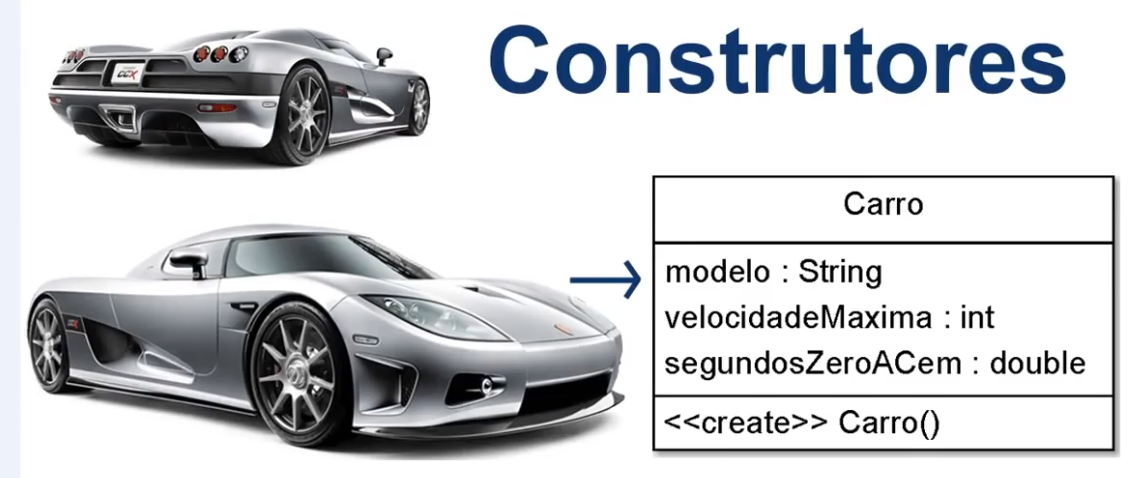 CCX
Construtores
Carro
modelo : String
velocidadeMaxima : int
segundosZeroACem : double
<<create>> Carro()